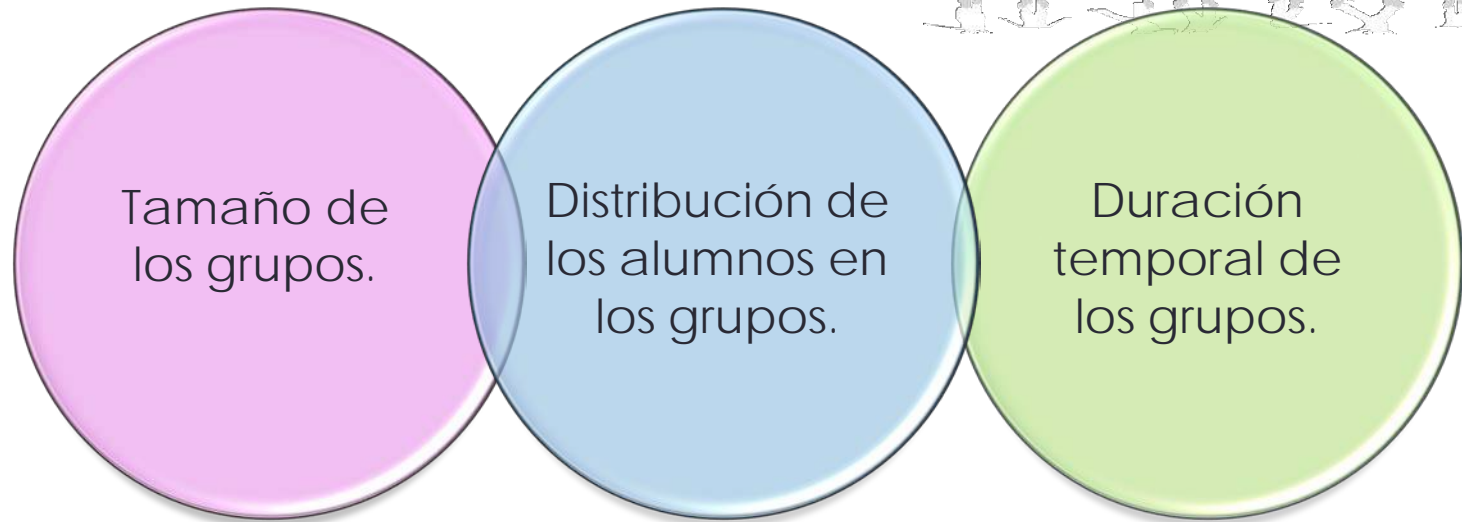 Tamaño de
los grupos.
Distribución de
los alumnos en
los grupos.
Duración
temporal de
los grupos.